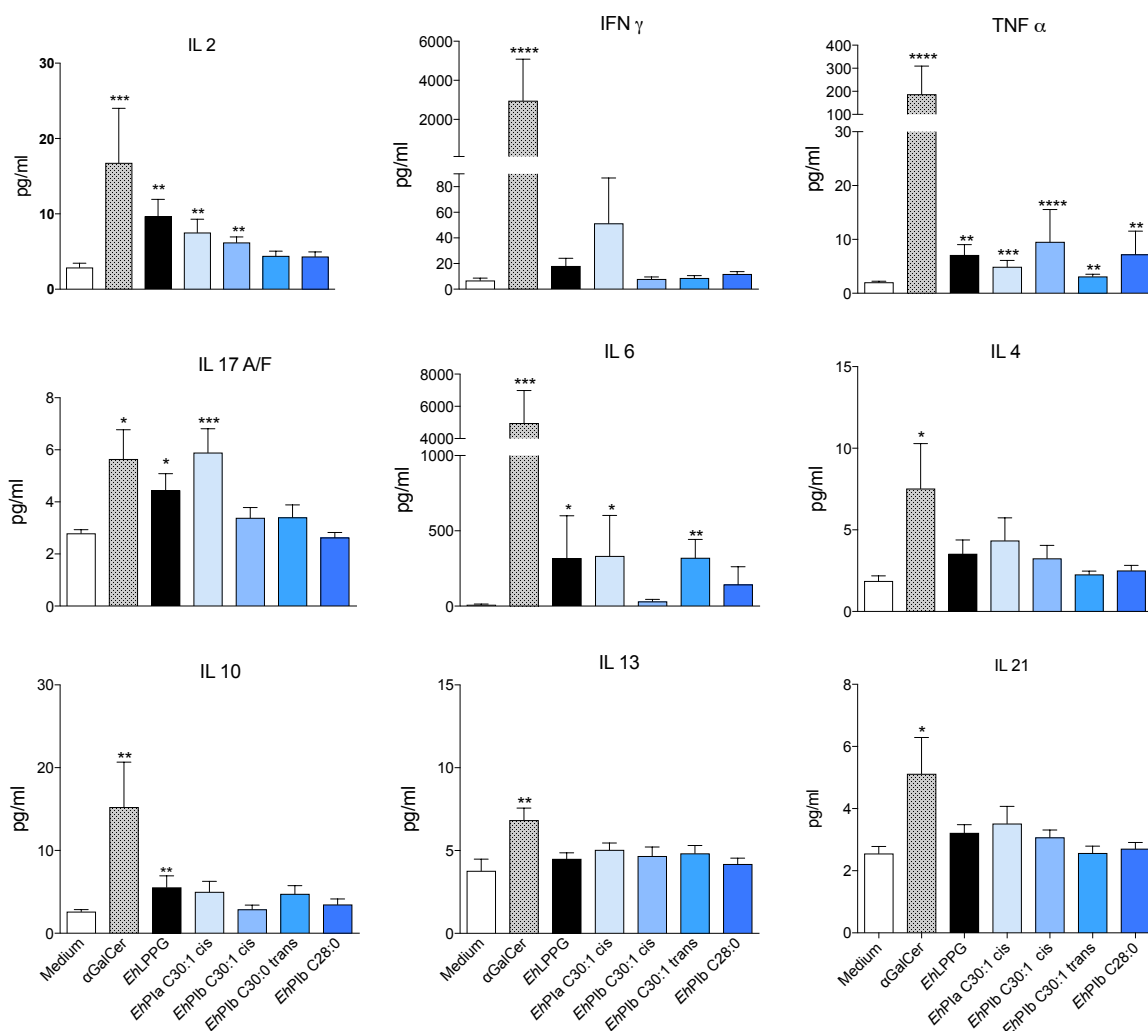 IL 2
pg/ml
30
20
10
0
***
**
**
**
IFN γ
pg/ml
6000
4000
2000
80
60
40
20
0
****
TNF α
pg/ml
400
300
200
100
30
20
10
0
****
**
***
****
**
**
IL 17 A/F
pg/ml
8
6
4
2
0
*
*
***
IL 6
pg/ml
8000
6000
4000
1000
500
0
***
*
*
**
IL 4
pg/ml
15
10
5
0
*
IL 10
pg/ml
30
20
10
0
**
**
Medium
αGalCer
EhLPPG
EhPIa C30:1 cis
EhPIb C30:1 cis
EhPIb C30:0 trans
EhPIb C28:0
IL 13
pg/ml
15
10
5
0
**
Medium
αGalCer
EhLPPG
EhPIa C30:1 cis
EhPIb C30:1 cis
EhPIb C30:1 trans
EhPIb C28:0
IL 21
pg/ml
8
6
4
2
0
*
Medium
αGalCer
EhLPPG
EhPIa C30:1 cis
EhPIb C30:1 cis
EhPIb C30:1 trans
EhPIb C28:0